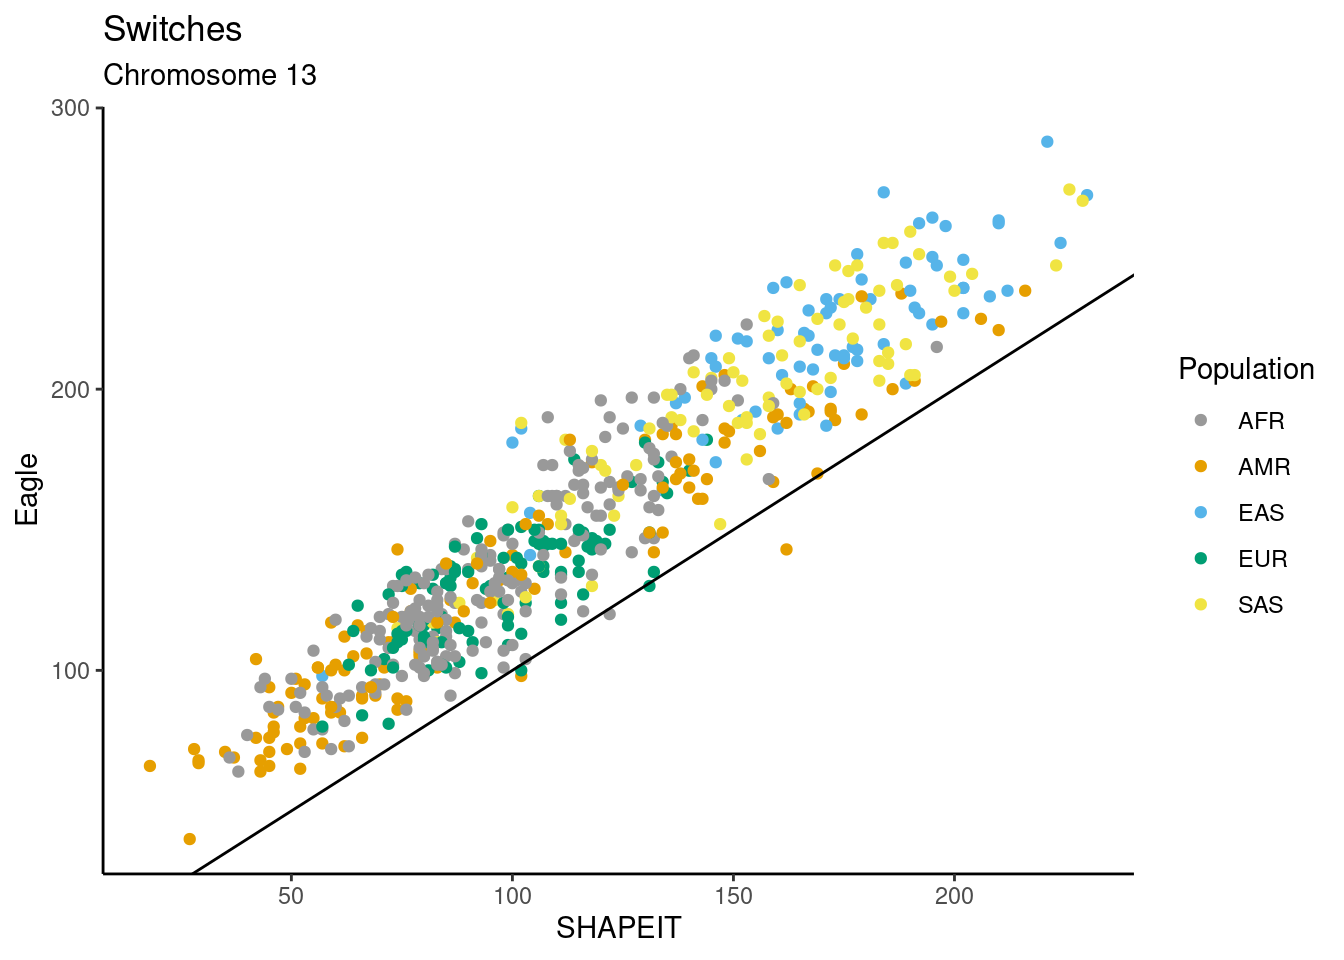 Switches
Chromosome 13
300
200
100
Eagle
50
100
150
200
SHAPEIT
Population
AFR
AMR
EAS
EUR
SAS